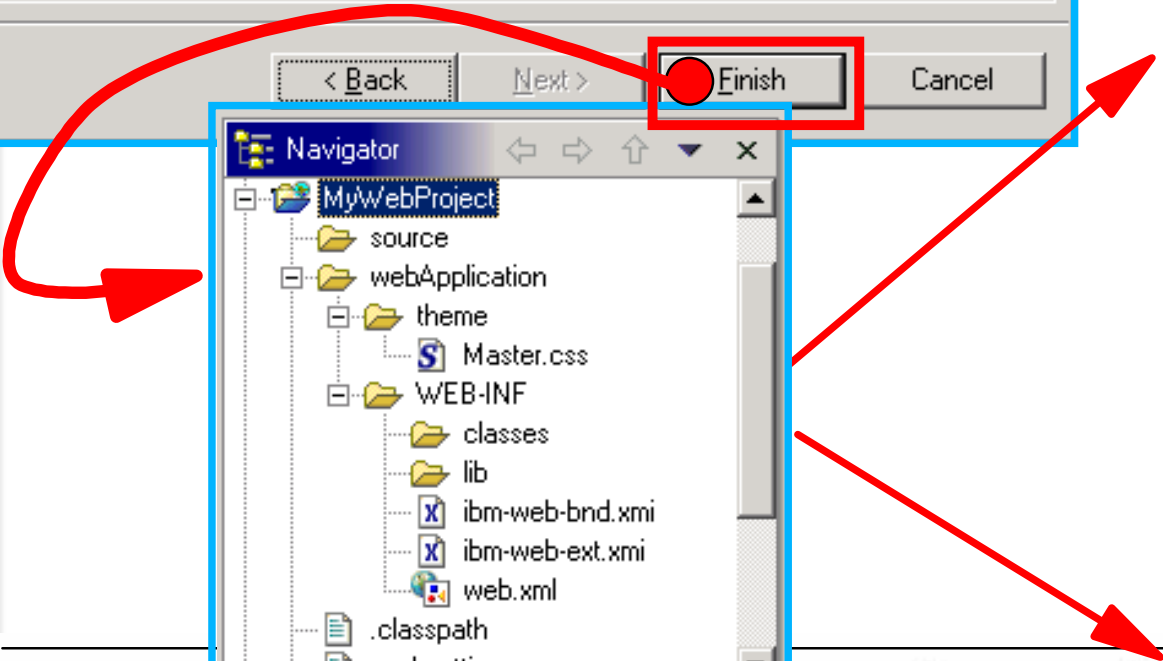 < Back Next > Finish Cancel
Navigator
MyWebProject
source
webApplication
theme
Master.css
WEB-INF
classes
lib
ibm-web-bnd.xmi
ibm-web-ext.xmi
web.xml
.classpath